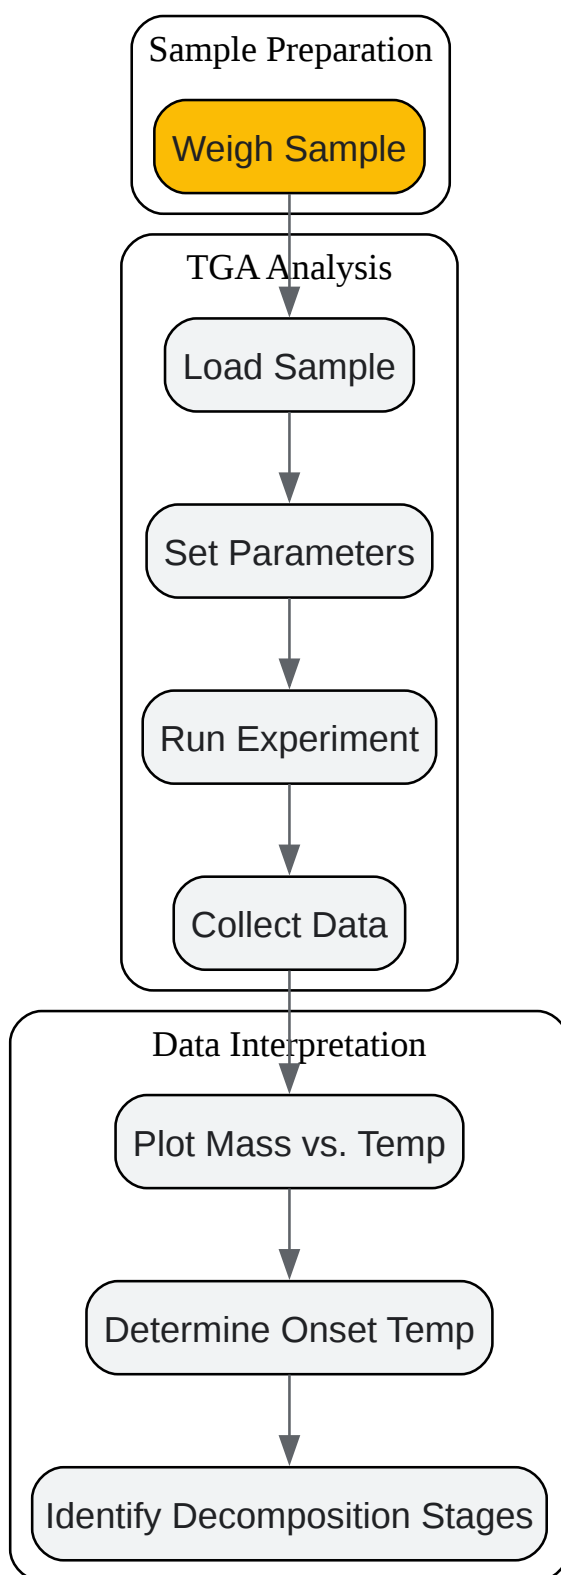 Sample Preparation
Weigh Sample
TGA Analysis
Load Sample
Set Parameters
Run Experiment
Collect Data
Data Interpretation
Plot Mass vs. Temp
Determine Onset Temp
Identify Decomposition Stages